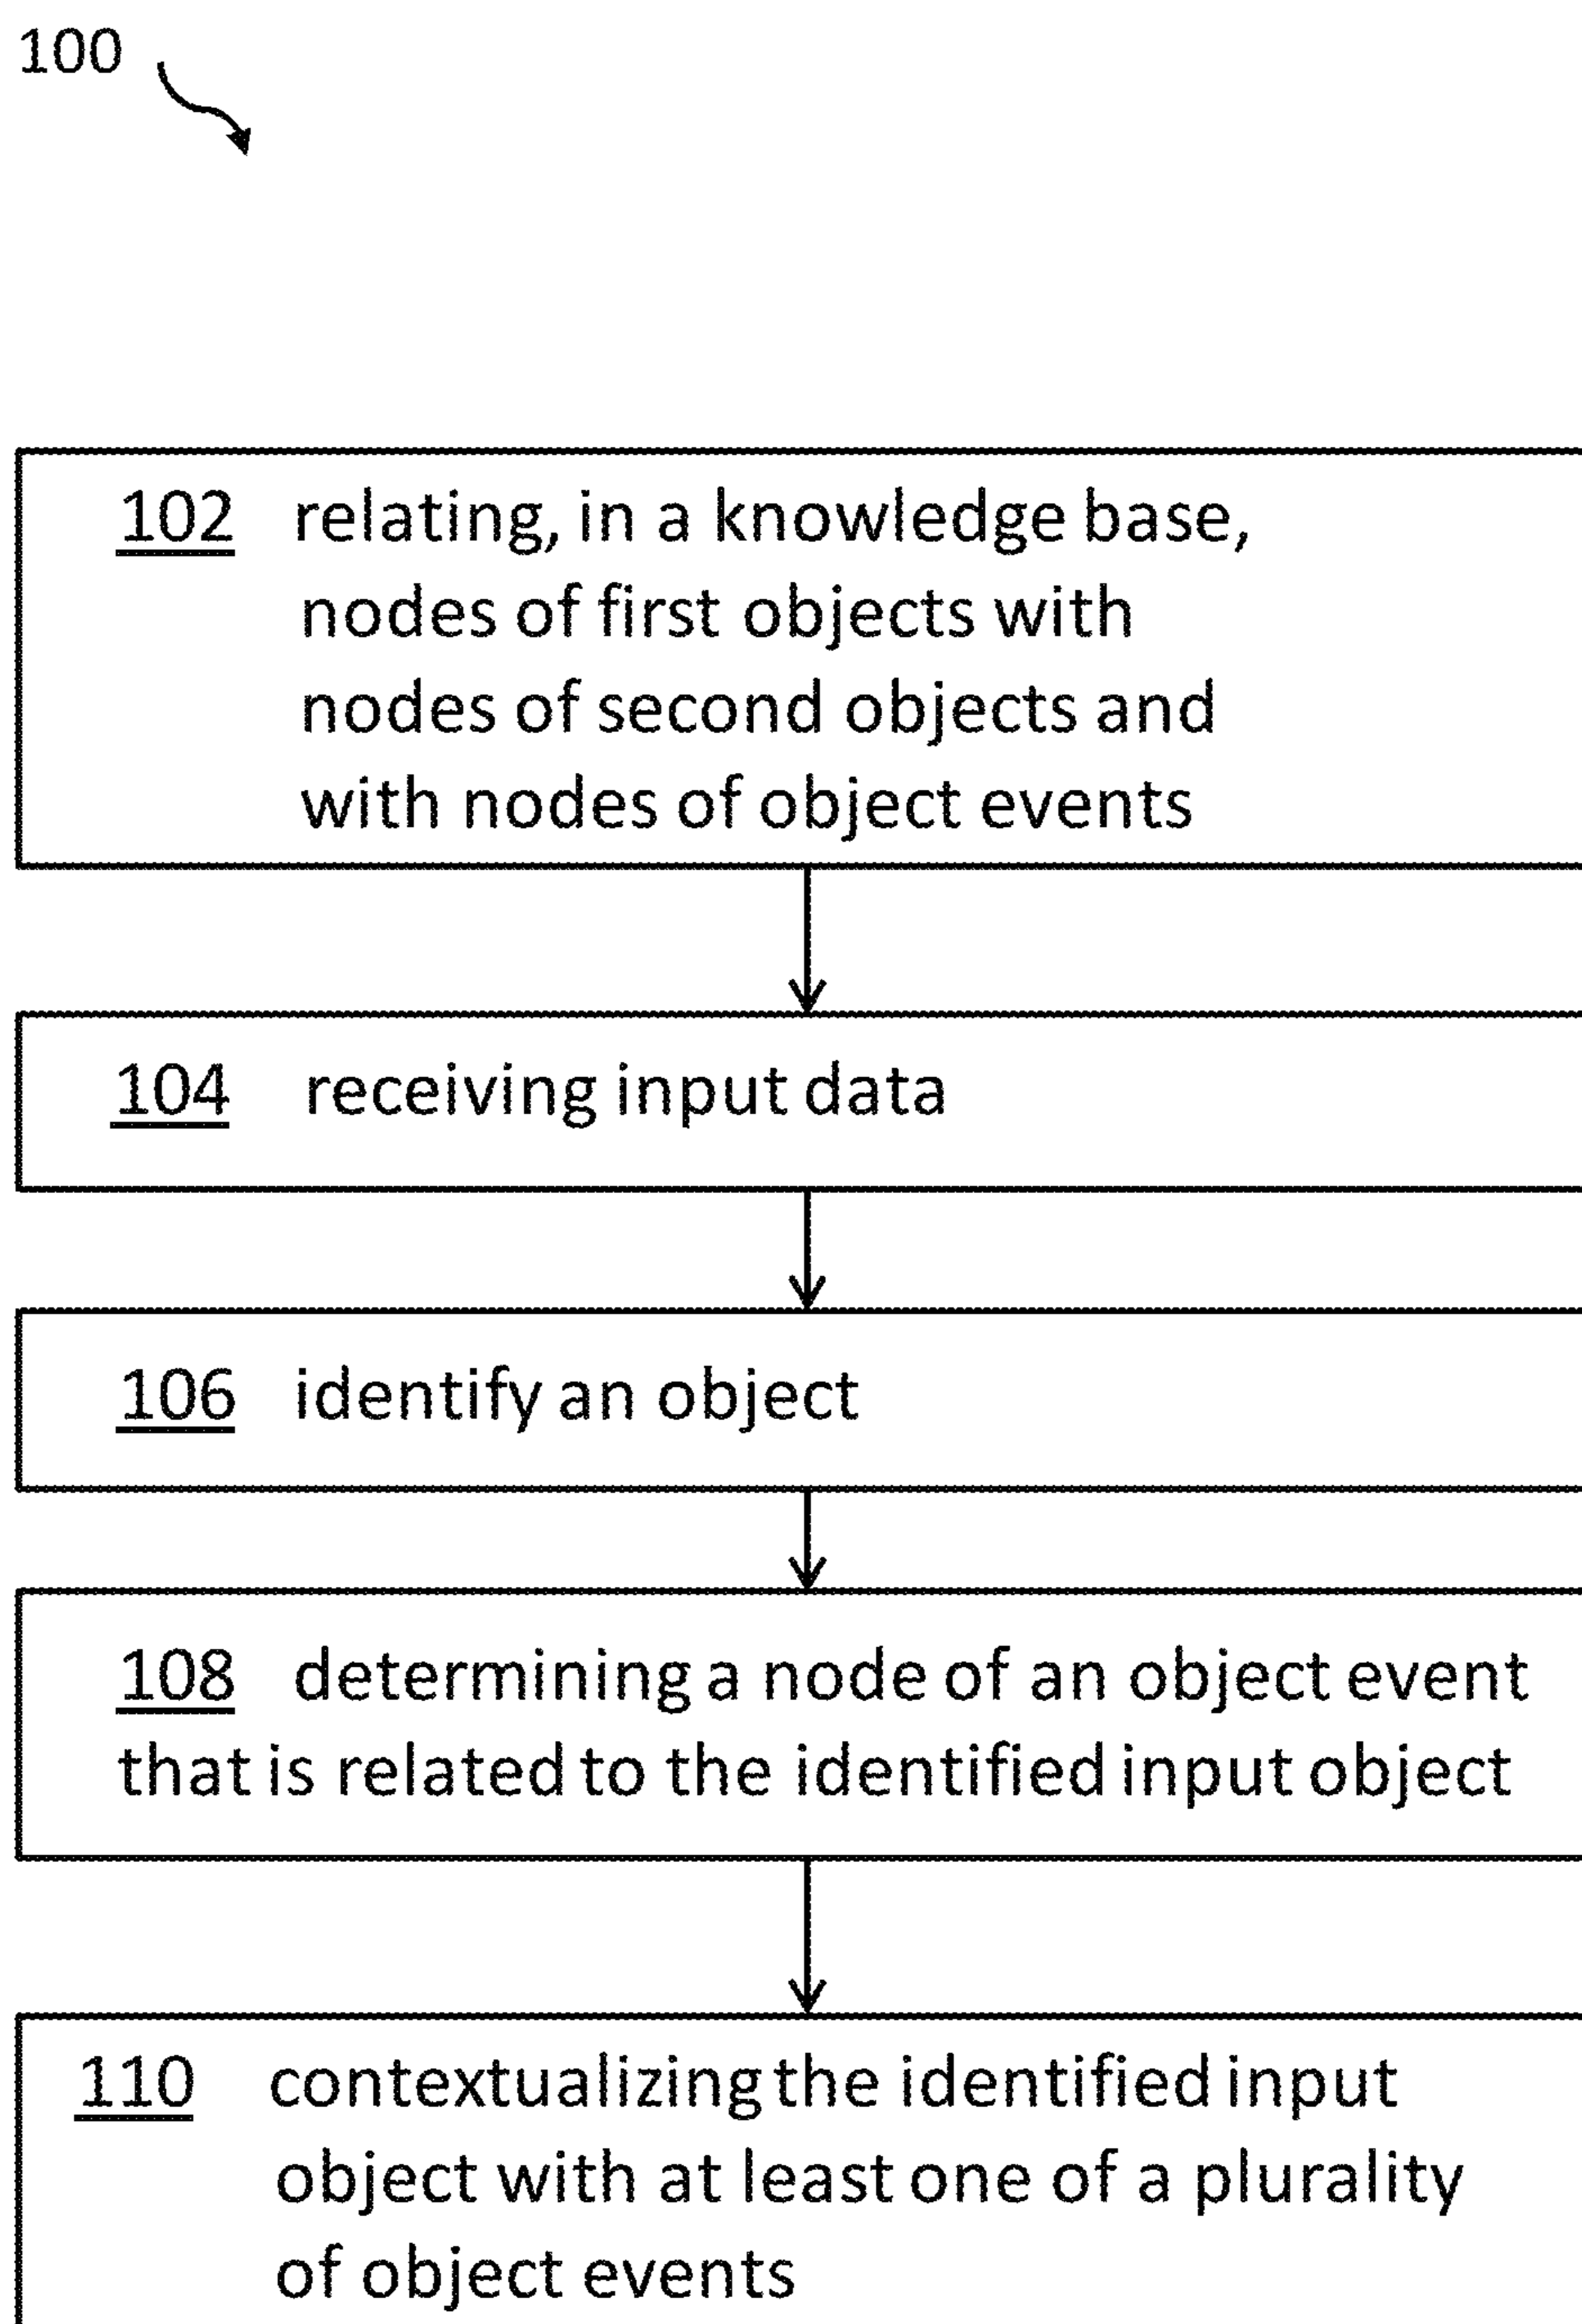 100
102 relating, in a knowledge base,
nodes of first objects with
nodes of second objects and
with nodes of object events
104 receiving input data
106 identify an object
108 determining a node of an object event
that is related to the identified input object
110 contextualizing the identified input
object with at least one of a plurality
of object events